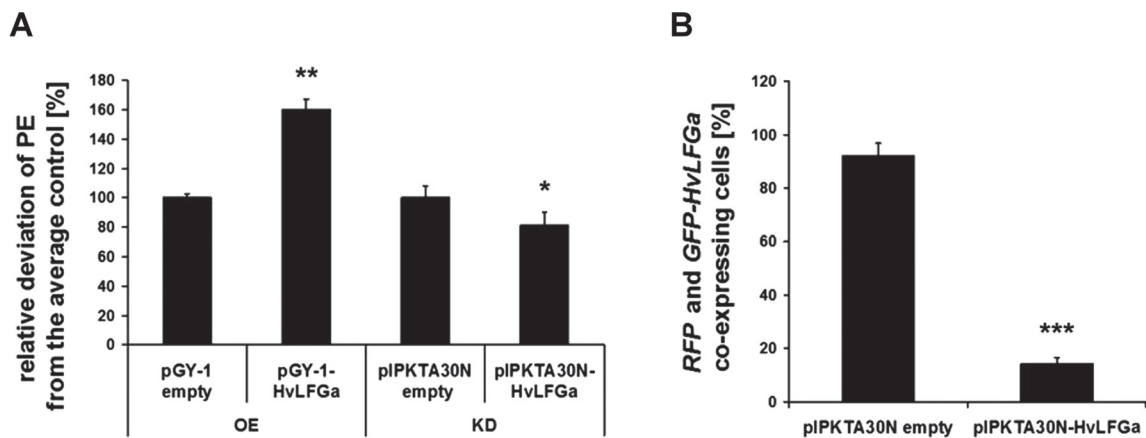 A
relative deviation of PE
from the average control [%]
180
160
140
120
100
80
60
40
20
0
**
*
pGY-1
empty
pGY-1-
HvLFGa
pIPKTA30N
empty
pIPKTA30N-
HvLFGa
OE
KD
B
RFP and GFP-HvLFGa
co-expressing cells [%]
120
100
80
60
40
20
0
***
pIPKTA30N empty
pIPKTA30N-HvLFGa